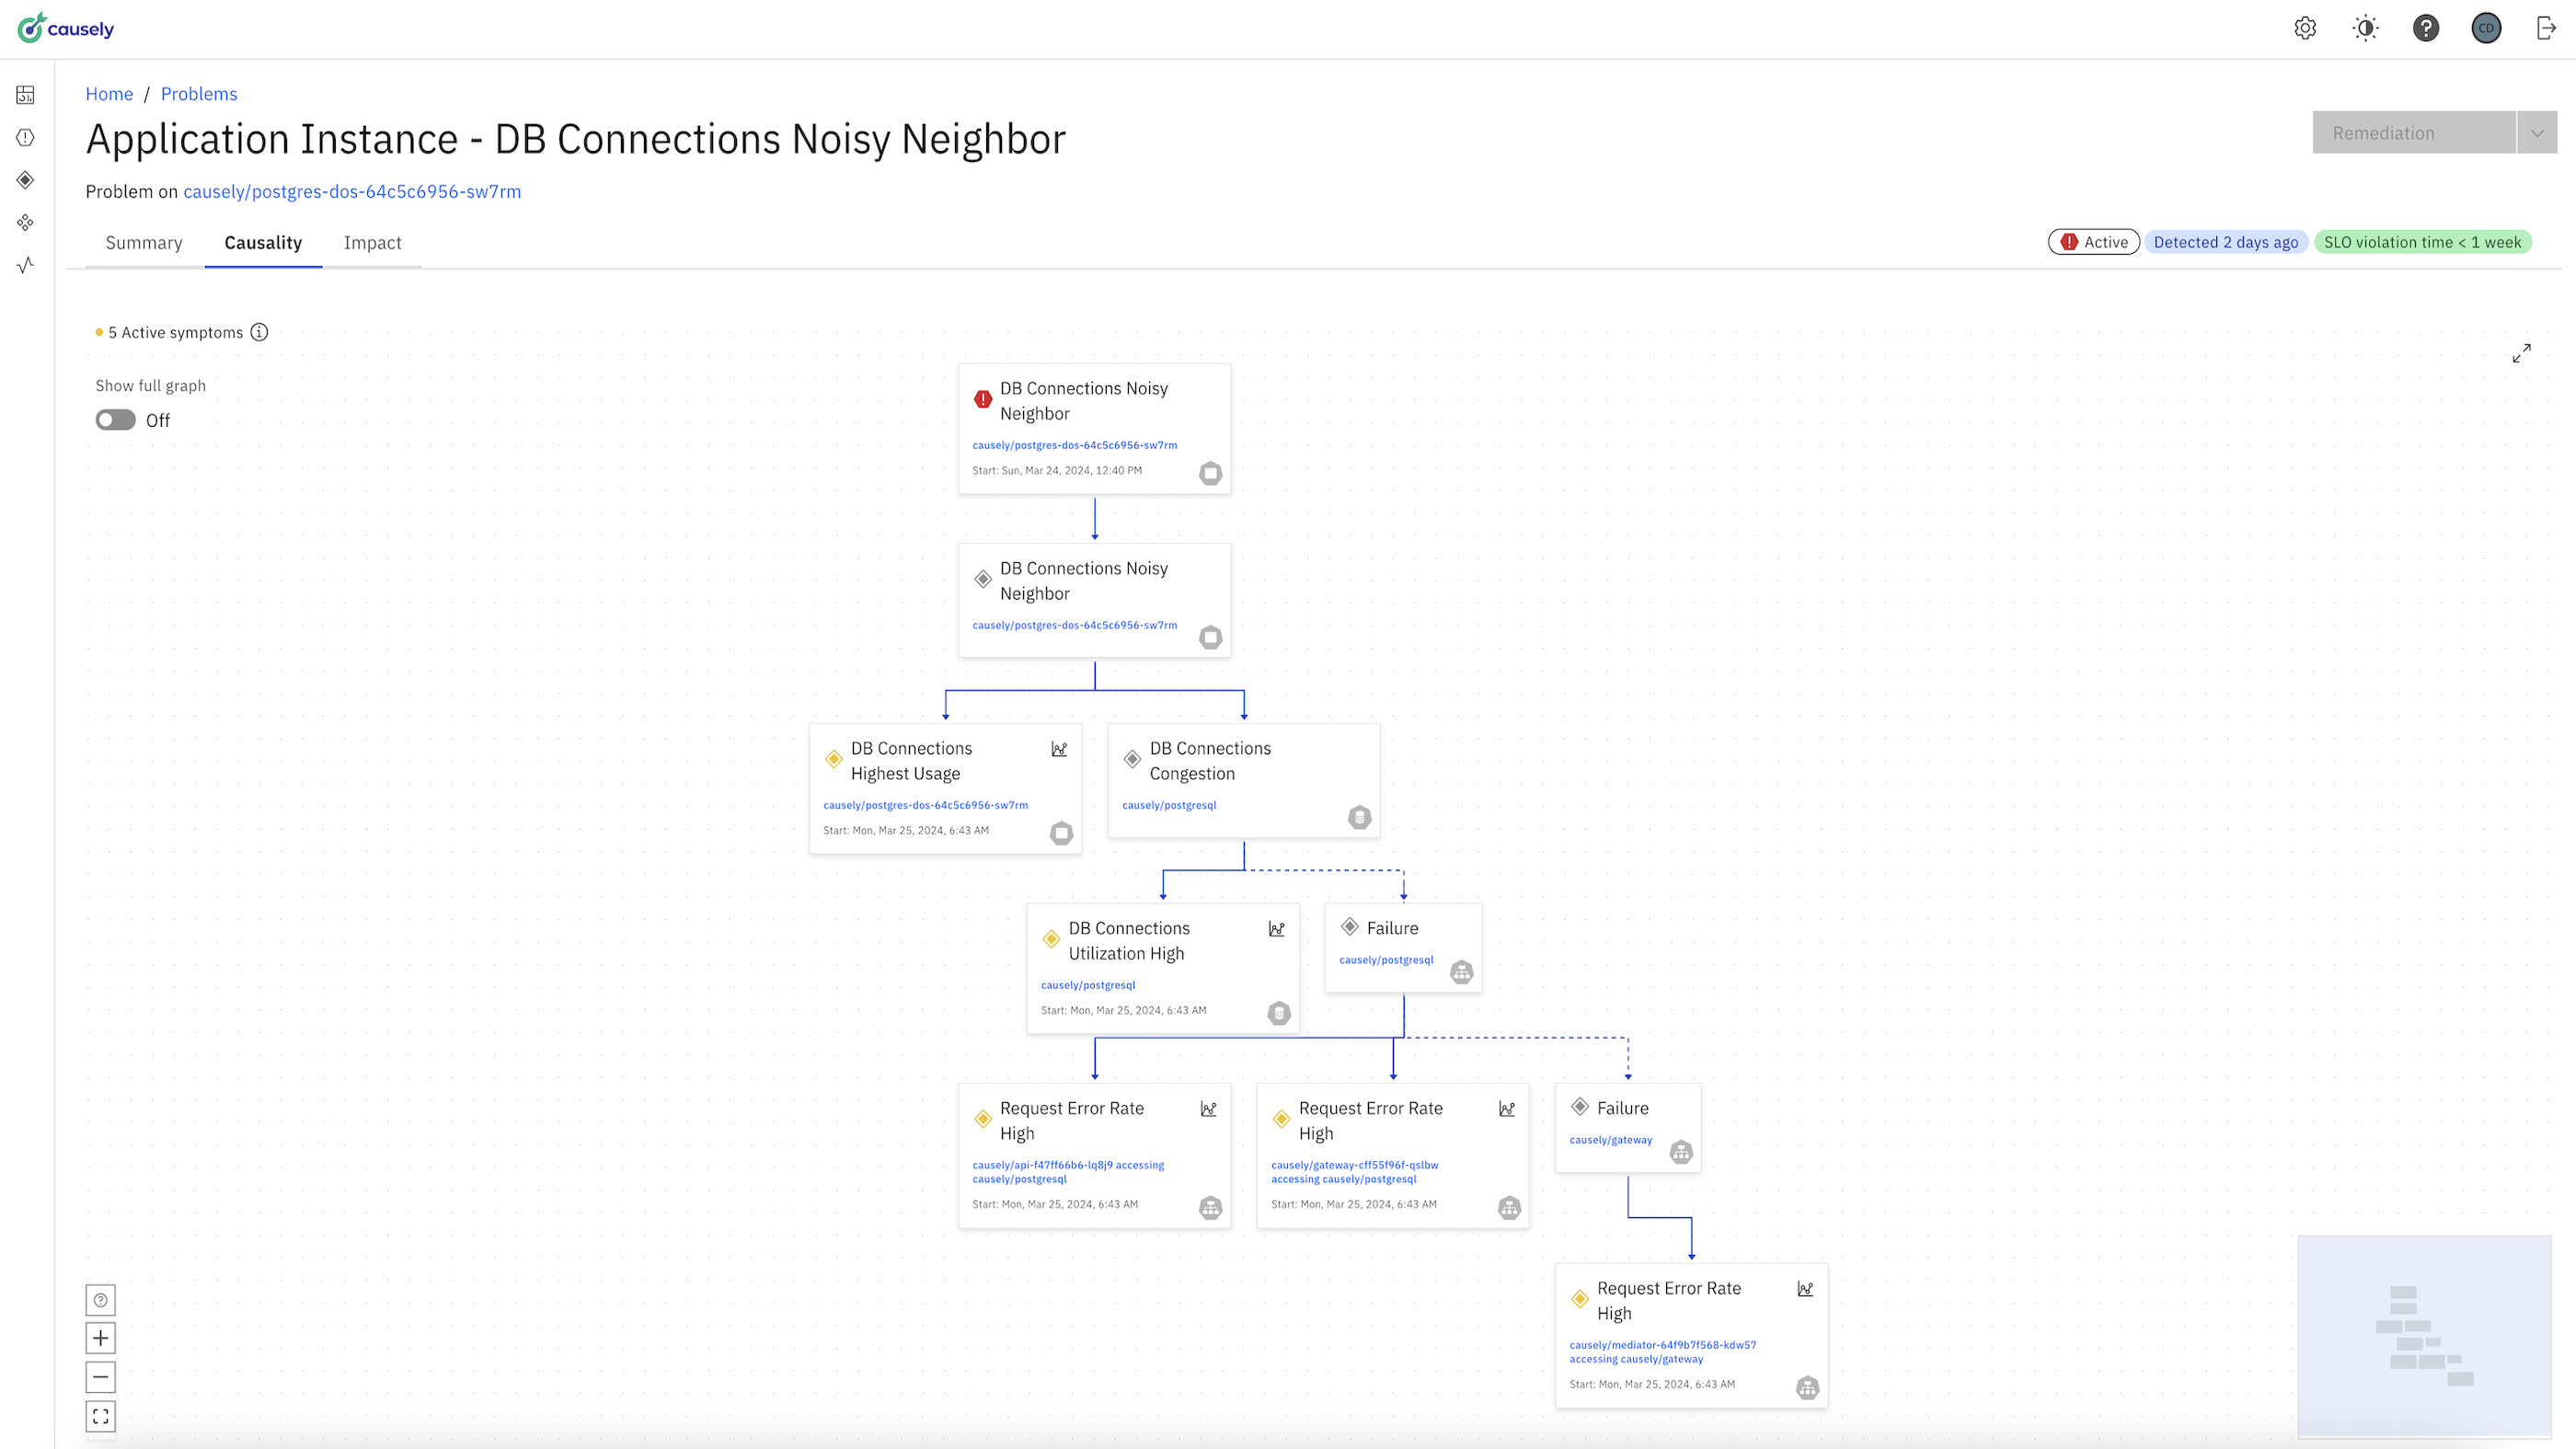 causely
CD
Home / Problems
Application Instance - DB Connections Noisy Neighbor
Remediation
Problem on causely/postgres-dos-64c5c6956-sw7rm
Summary
Causality
Impact
Active
Detected 2 days ago
SLO violation time < 1 week
5 Active symptoms
Show full graph
Off
DB Connections Noisy
Neighbor
causely/postgres-dos-64c5c6956-sw7rm
Start: Sun, Mar 24, 2024, 12:40 PM
DB Connections Noisy
Neighbor
causely/postgres-dos-64c5c6956-sw7rm
DB Connections
Highest Usage
causely/postgres-dos-64c5c6956-sw7rm
Start: Mon, Mar 25, 2024, 6:43 AM
DB Connections
Congestion
causely/postgresql
DB Connections
Utilization High
causely/postgresql
Start: Mon, Mar 25, 2024, 6:43 AM
Failure
causely/postgresql
Request Error Rate
High
causely/api-f47ff66b6-lq8j9 accessing
causely/postgresql
Start: Mon, Mar 25, 2024, 6:43 AM
Request Error Rate
High
causely/gateway-cff55f96f-qslbw
accessing causely/postgresql
Start: Mon, Mar 25, 2024, 6:43 AM
Failure
causely/gateway
Request Error Rate
High
causely/mediator-64f9b7f568-kdw57
accessing causely/gateway
Start: Mon, Mar 25, 2024, 6:43 AM